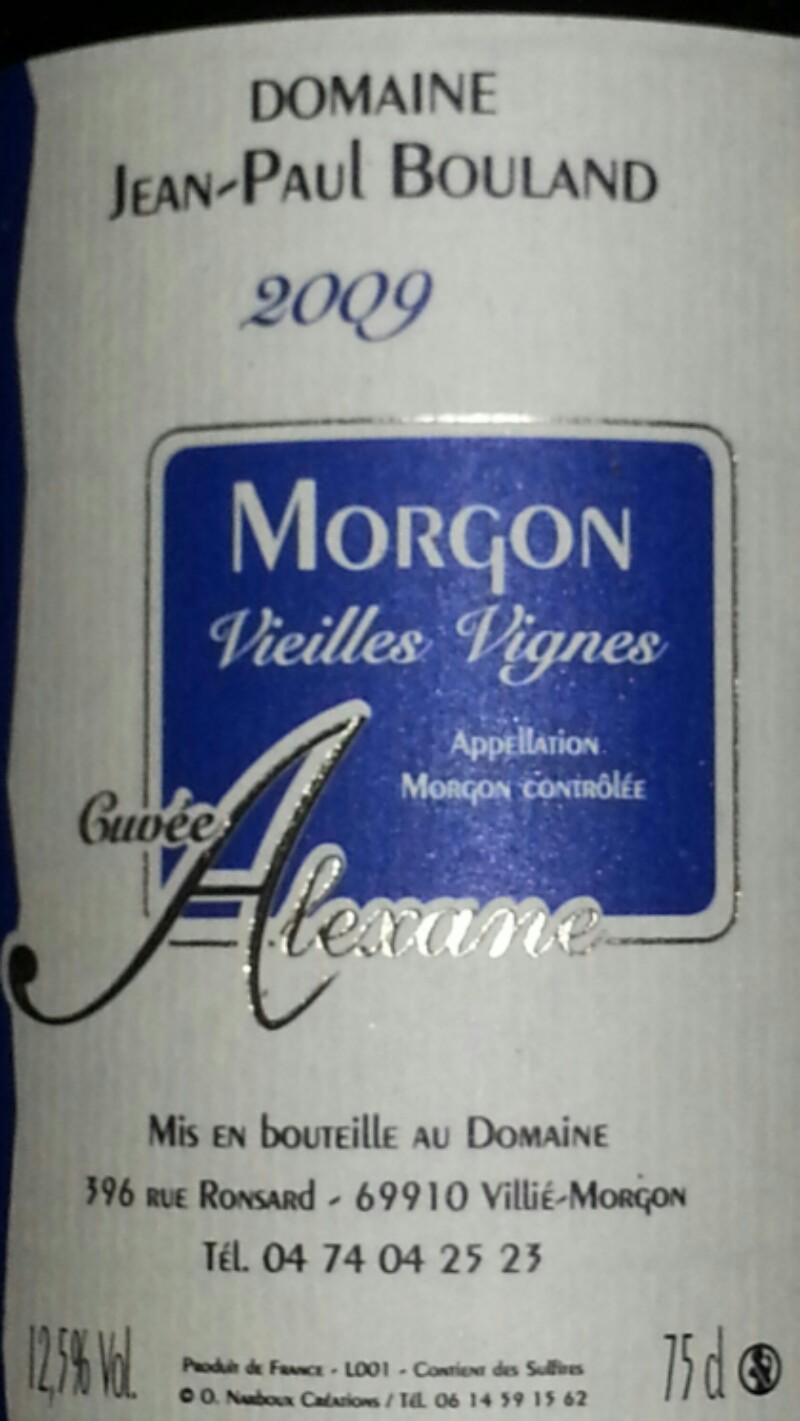 DOMAINE
JEAN-PAUL BOULAND
2009
MORGON
Vieilles Vignes
APPELLATION
MORGON CONTRÔLÉE
Cuvée
Alexane
MIS EN BOUTEILLE AU DOMAINE
396 RUE RONSARD - 69910 VILLIÉ-MORGON
TÉL. 04 74 04 25 23
12,5% Vol. 75 cl
Produit de FRANCE - L001 - Contient des Sulfites
© O. Narboux Créations / Tél. 06 14 59 15 62